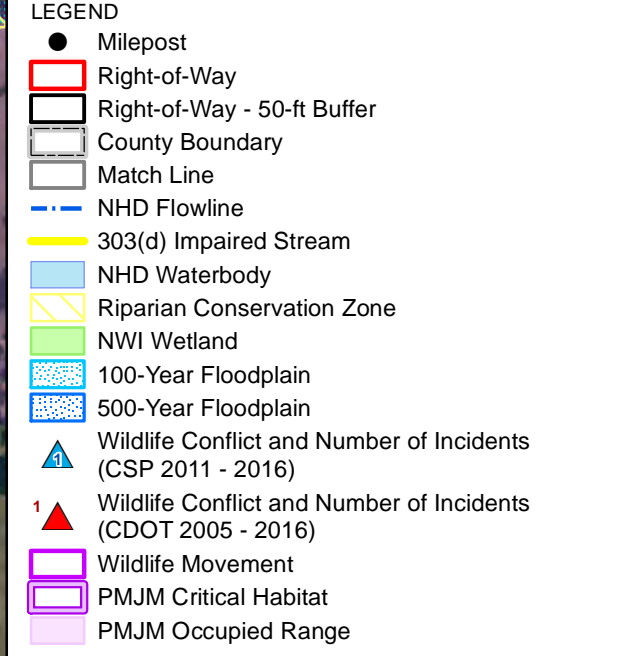 LEGEND
Milepost
Right-of-Way
Right-of-Way - 50-ft Buffer
County Boundary
Match Line
NHD Flowline
303(d) Impaired Stream
NHD Waterbody
Riparian Conservation Zone
NWI Wetland
100-Year Floodplain
500-Year Floodplain
1 Wildlife Conflict and Number of Incidents
(CSP 2011 - 2016)
1 Wildlife Conflict and Number of Incidents
(CDOT 2005 - 2016)
Wildlife Movement
PMJM Critical Habitat
PMJM Occupied Range